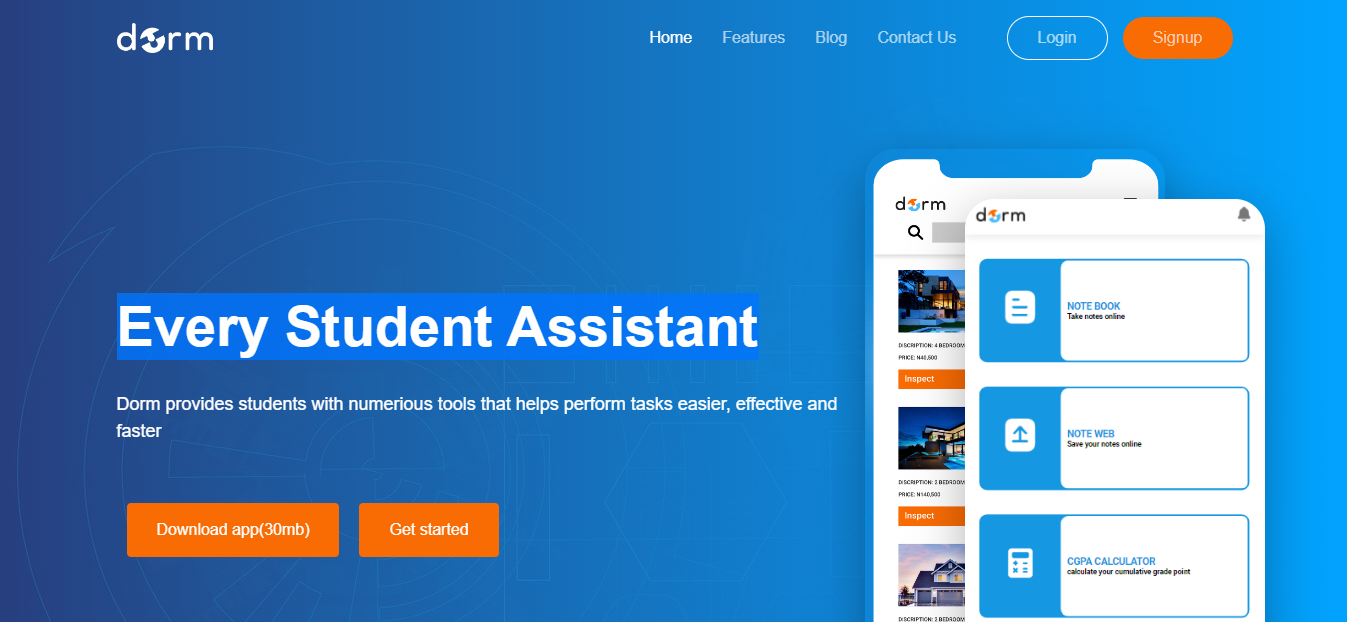 dorm
Home
Features
Blog
Contact Us
Login
Signup
Every Student Assistant
Dorm provides students with numerious tools that helps perform tasks easier, effective and
faster
Download app(30mb)
Get started
dorm
DISCRIPTION: 4 BEDROOM
PRICE: N40,500
Inspect
DISCRIPTION: 2 BEDROOM
PRICE: N140,500
Inspect
DISCRIPTION: 2 BEDROOM
dorm
NOTE BOOK
Take notes online
NOTE WEB
Save your notes online
CGPA CALCULATOR
calculate your cumulative grade point